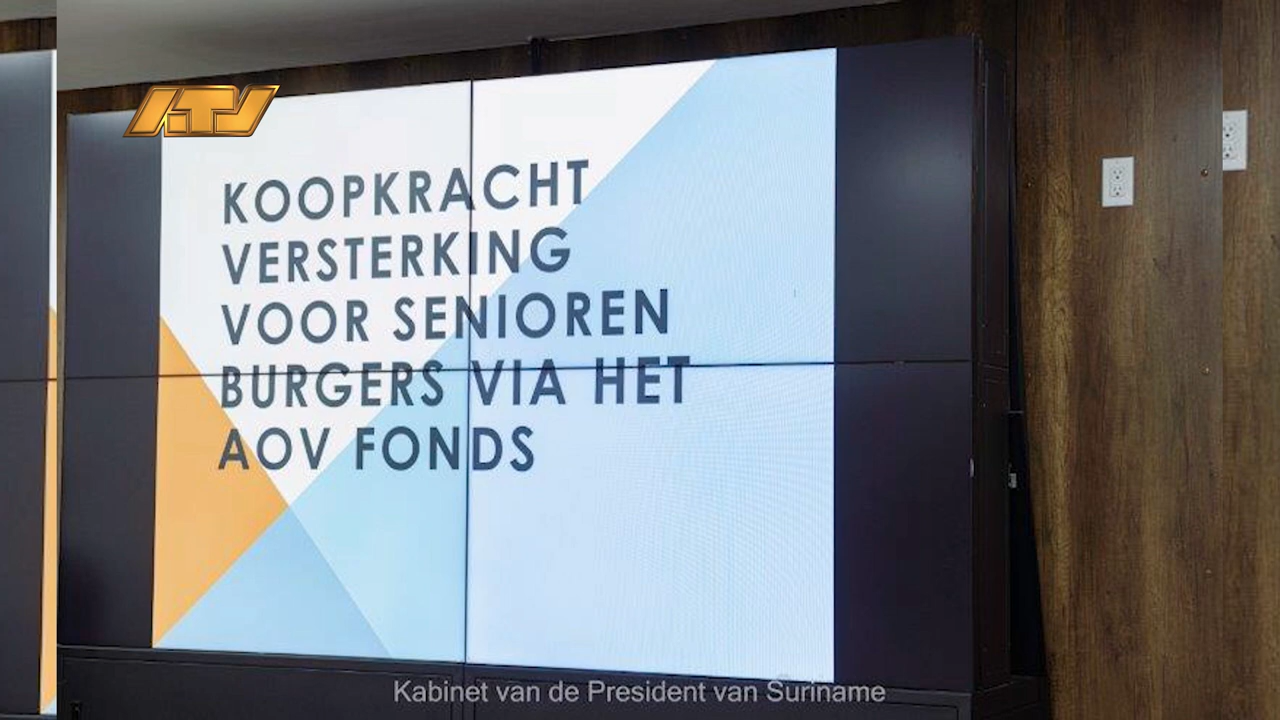 ATV
KOOPKRACHT
VERSTERKING
VOOR SENIOREN
BURGERS VIA HET
AOV FONDS
Kabinet van de President van Suriname